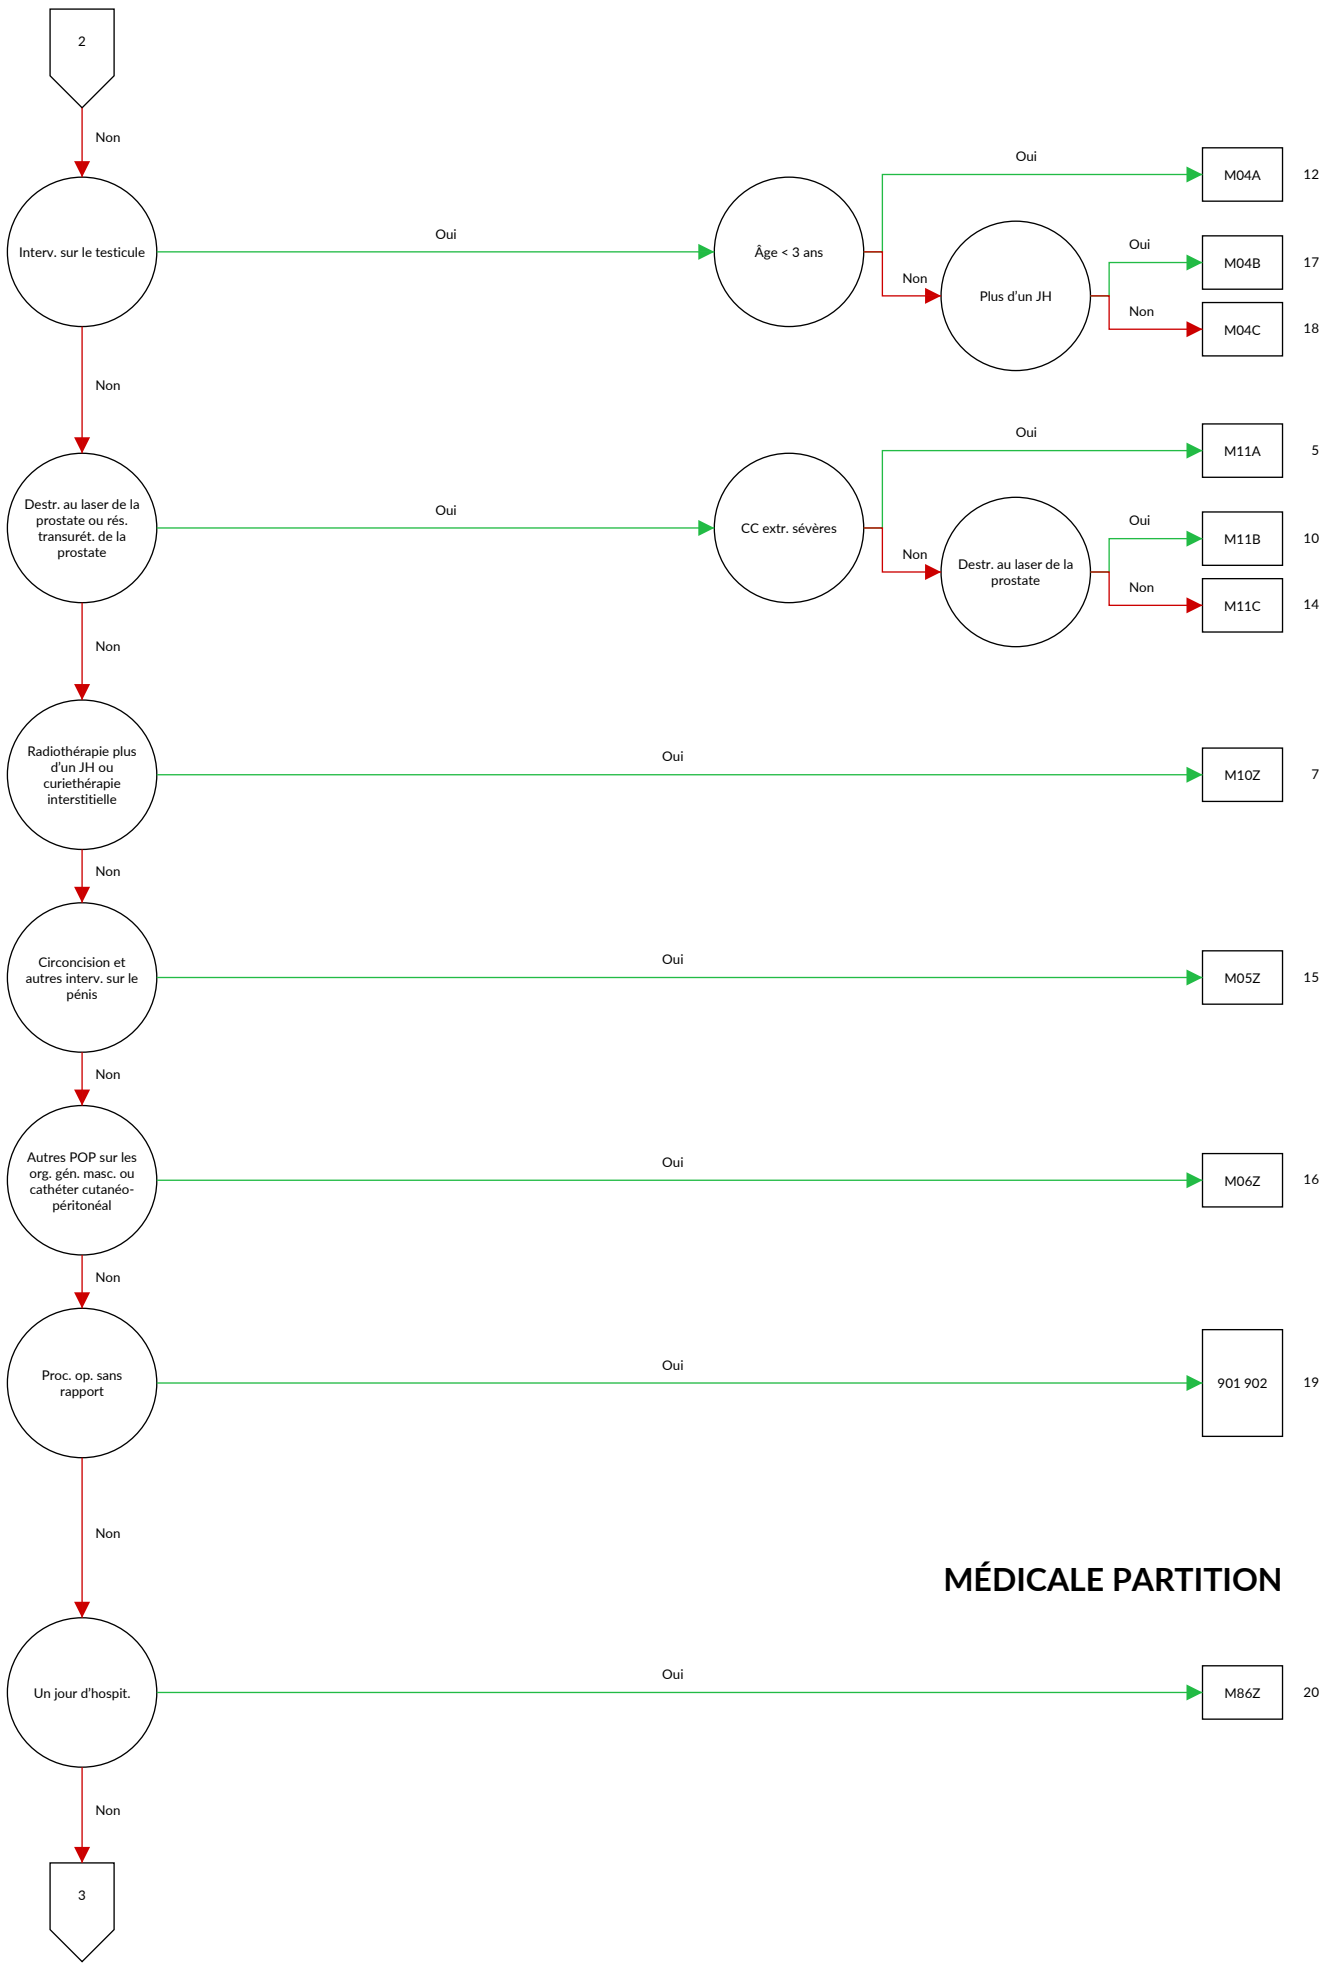 2
Non
Interv. sur le testicule
Oui
Âge < 3 ans
Oui
M04A
12
Non
Plus d'un JH
Oui
M04B
17
Non
M04C
18
Non
Destr. au laser de la
prostate ou rés.
transurét. de la
prostate
Oui
CC extr. sévères
Oui
M11A
5
Non
Destr. au laser de la
prostate
Oui
M11B
10
Non
M11C
14
Non
Radiothérapie plus
d'un JH ou
curiethérapie
interstitielle
Oui
M10Z
7
Non
Circoncision et
autres interv. sur le
pénis
Oui
M05Z
15
Non
Autres POP sur les
org. gén. masc. ou
cathéter cutanéo-
péritonéal
Oui
M06Z
16
Non
Proc. op. sans
rapport
Oui
901 902
19
Non
MÉDICALE PARTITION
Un jour d'hospit.
Oui
M86Z
20
Non
3